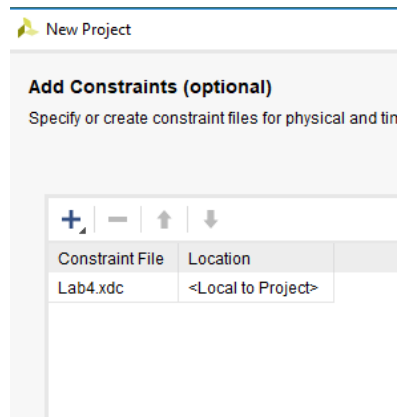 New Project
Add Constraints (optional)
Specify or create constraint files for physical and
Constraint File Location
Lab4.xdc <Local to Project>